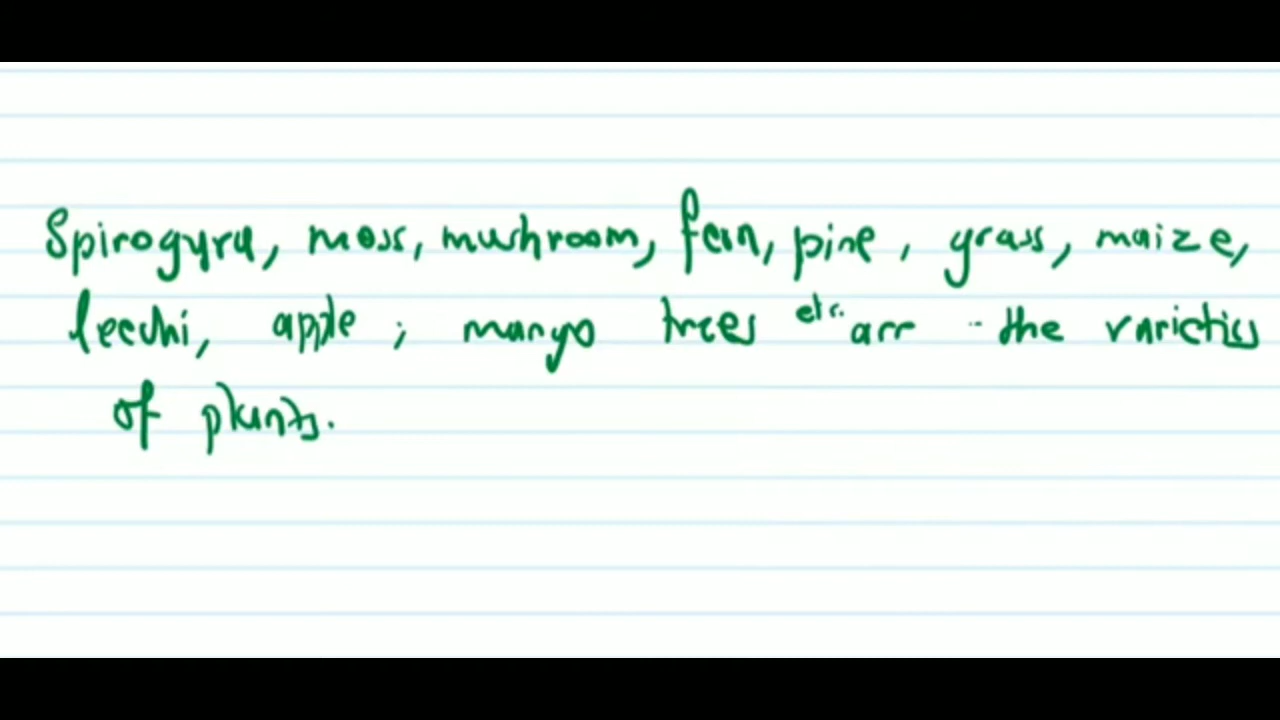 Spirogyra, moss, mushroom, fern, pine, grass, maize,
leechi, apple, mango trees etc. are the varieties
of plants.